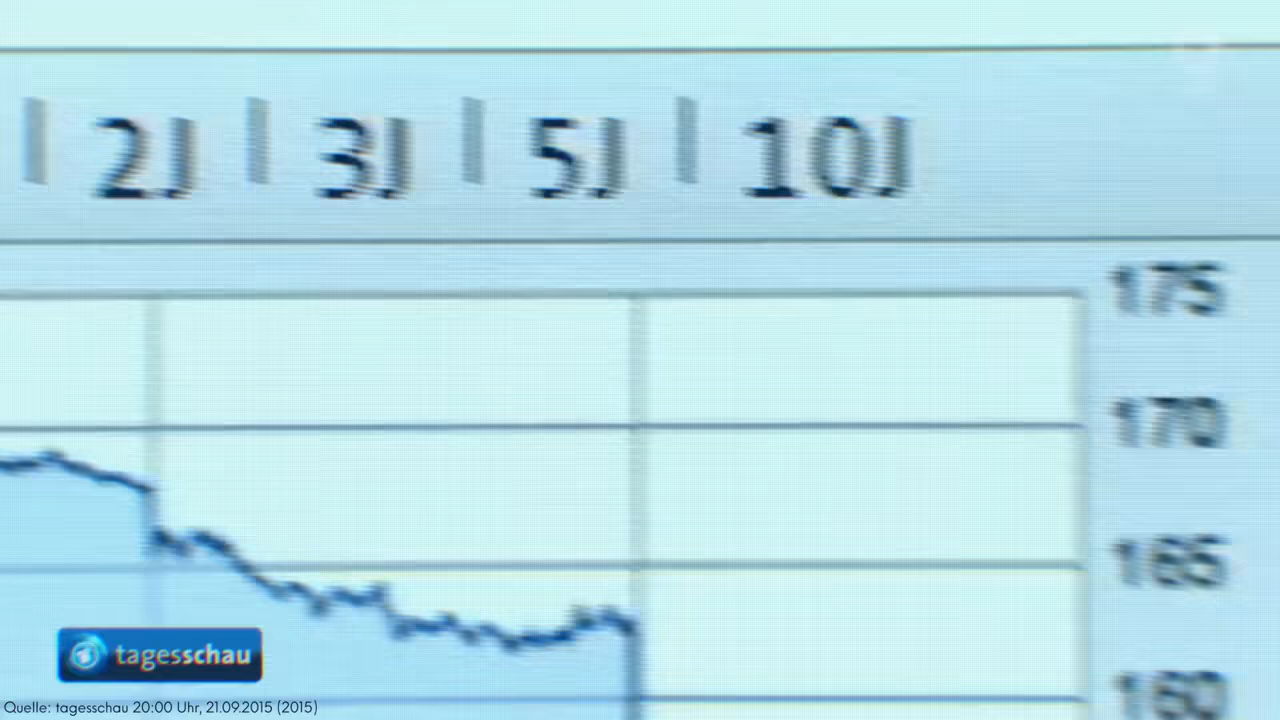 2J 3J 5J 10J
175
170
165
160
tagesschau
Quelle: tagesschau 20:00 Uhr, 21.09.2015 (2015)